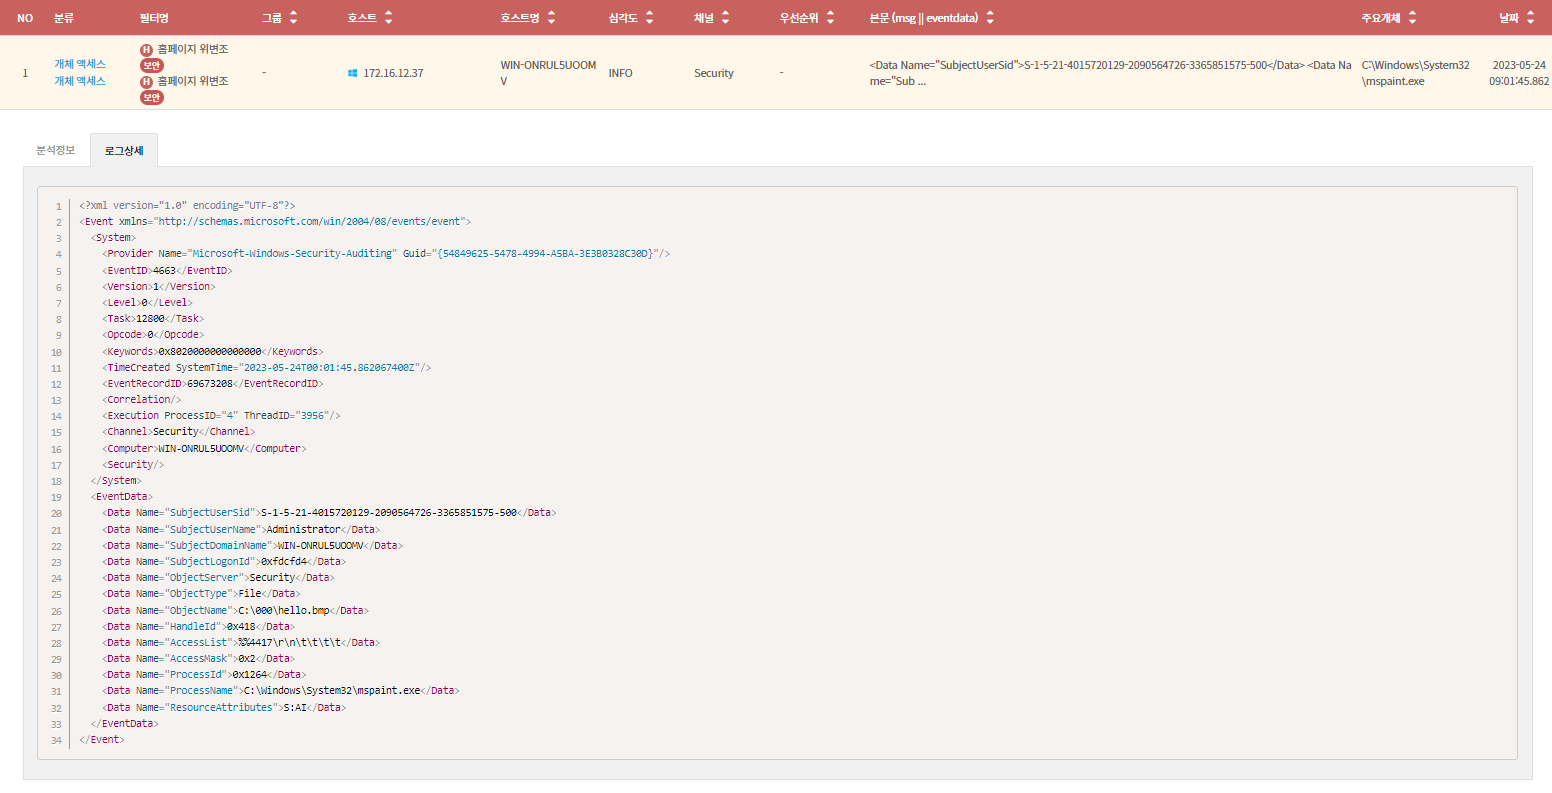 NO 분류 필터명 그룹 호스트 호스트명 심각도 채널 우선순위 본문 (msg || eventdata) 주요개체 날짜
1 개체 액세스 H 홈페이지 위변조 보안 - 172.16.12.37 WIN-ONRUL5UOOM INFO Security - <Data Name="SubjectUserSid">S-1-5-21-4015720129-2090564726-3365851575-500</Data> <Data Na C:\Windows\System32 2023-05-24
개체 액세스 H 홈페이지 위변조 보안 V me="Sub ... \mspaint.exe 09:01:45.862
분석정보 로그상세
1 <?xml version="1.0" encoding="UTF-8"?>
2 <Event xmlns="http://schemas.microsoft.com/win/2004/08/events/event">
3 <System>
4 <Provider Name="Microsoft-Windows-Security-Auditing" Guid="{54849625-5478-4994-A5BA-3E3B0328C30D}"/>
5 <EventID>4663</EventID>
6 <Version>1</Version>
7 <Level>0</Level>
8 <Task>12800</Task>
9 <Opcode>0</Opcode>
10 <Keywords>0x8020000000000000</Keywords>
11 <TimeCreated SystemTime="2023-05-24T00:01:45.862067400Z"/>
12 <EventRecordID>69673208</EventRecordID>
13 <Correlation/>
14 <Execution ProcessID="4" ThreadID="3956"/>
15 <Channel>Security</Channel>
16 <Computer>WIN-ONRUL5UOOMV</Computer>
17 <Security/>
18 </System>
19 <EventData>
20 <Data Name="SubjectUserSid">S-1-5-21-4015720129-2090564726-3365851575-500</Data>
21 <Data Name="SubjectUserName">Administrator</Data>
22 <Data Name="SubjectDomainName">WIN-ONRUL5UOOMV</Data>
23 <Data Name="SubjectLogonId">0xfdcfd4</Data>
24 <Data Name="ObjectServer">Security</Data>
25 <Data Name="ObjectType">File</Data>
26 <Data Name="ObjectName">C:\000\hello.bmp</Data>
27 <Data Name="HandleId">0x418</Data>
28 <Data Name="AccessList">%%4417\r\n\t\t\t\t</Data>
29 <Data Name="AccessMask">0x2</Data>
30 <Data Name="ProcessId">0x1264</Data>
31 <Data Name="ProcessName">C:\Windows\System32\mspaint.exe</Data>
32 <Data Name="ResourceAttributes">S:AI</Data>
33 </EventData>
34 </Event>